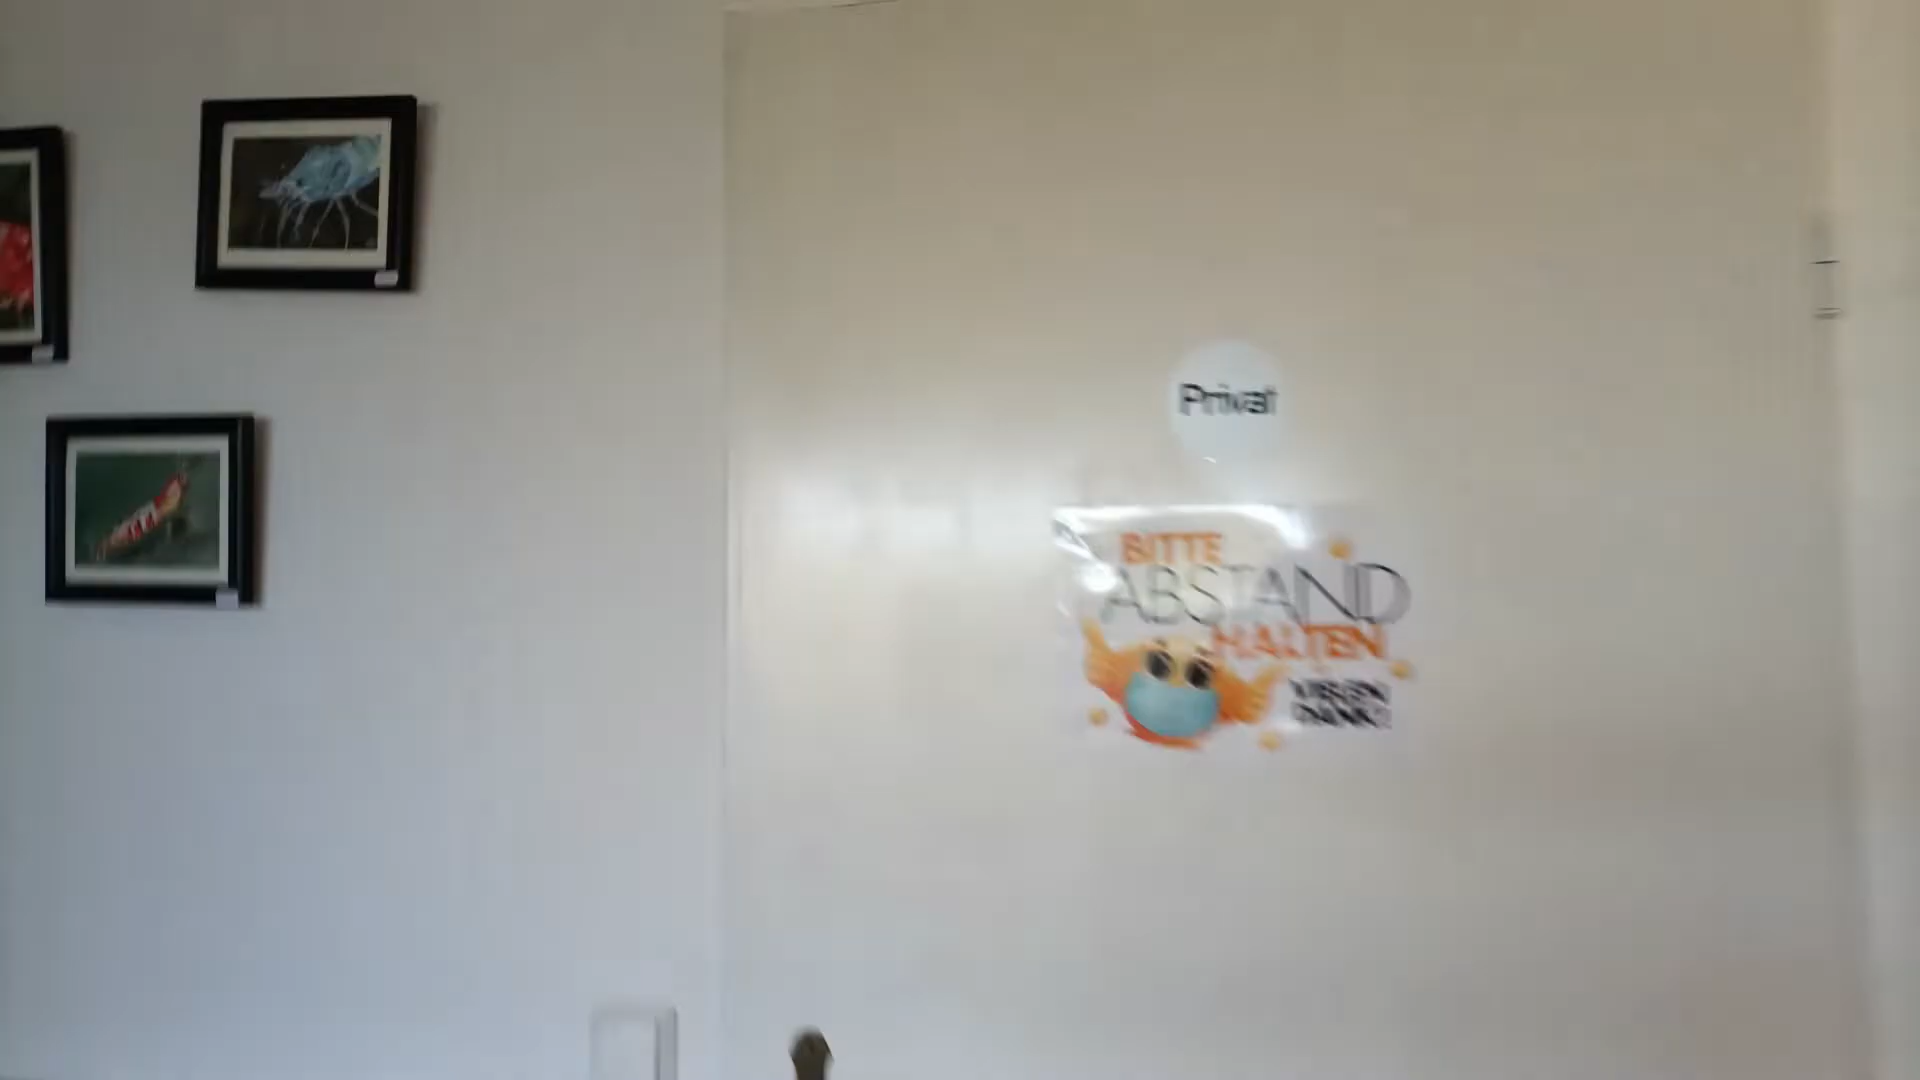 Privat
BITTE
ABSTAND
HALTEN
VIELEN
DANK!